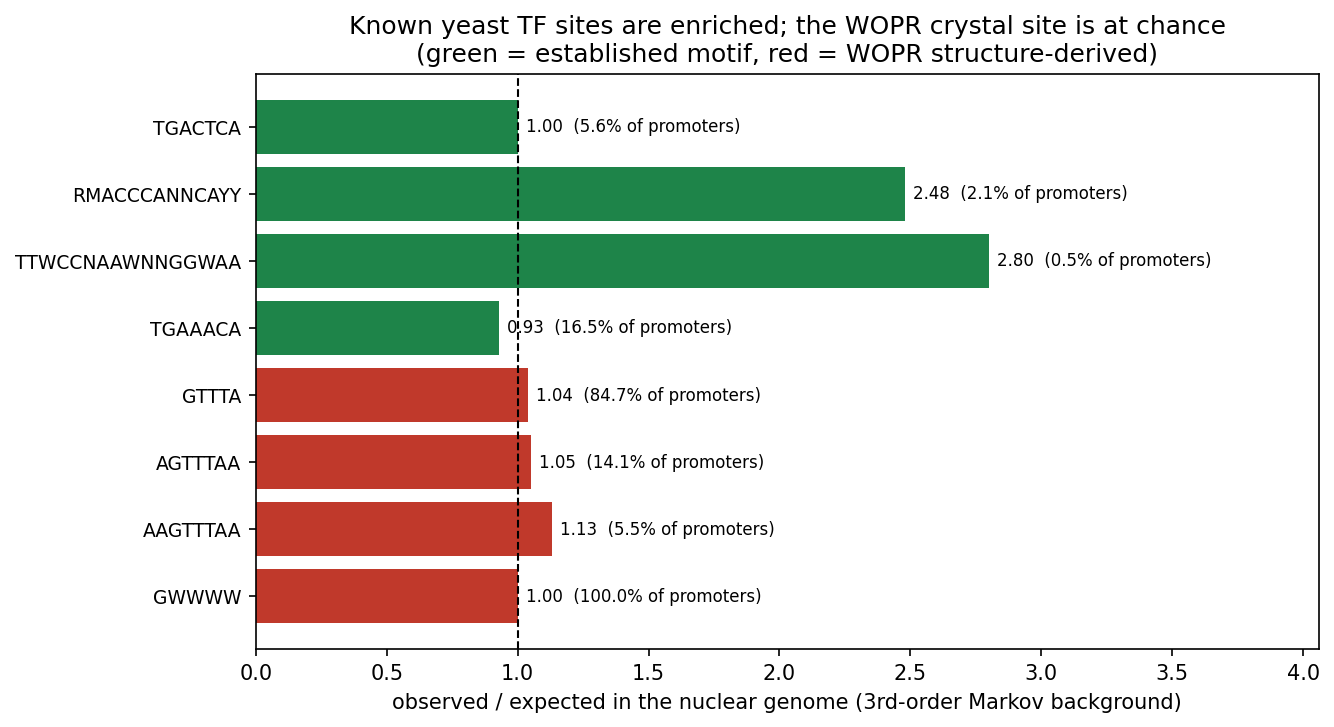 Known yeast TF sites are enriched; the WOPR crystal site is at chance
(green = established motif, red = WOPR structure-derived)
TGACTCA
1.00 (5.6% of promoters)
RMACCCANNCAYY
2.48 (2.1% of promoters)
TTWCCNAAWNNGGWAA
2.80 (0.5% of promoters)
TGAAACA
0.93 (16.5% of promoters)
GTTTA
1.04 (84.7% of promoters)
AGTTTAA
1.05 (14.1% of promoters)
AAGTTTAA
1.13 (5.5% of promoters)
GWWWW
1.00 (100.0% of promoters)
0.0 0.5 1.0 1.5 2.0 2.5 3.0 3.5 4.0
observed / expected in the nuclear genome (3rd-order Markov background)